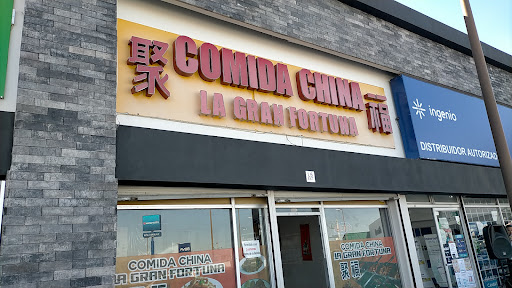 聚 COMIDA CHINA 福
LA GRAN FORTUNA
ingenio
DISTRIBUIDOR AUTORIZAD
COMIDA CHINA
LA GRAN FORTUNA
COMIDA CHINA
LA GRAN FORTUNA
聚福